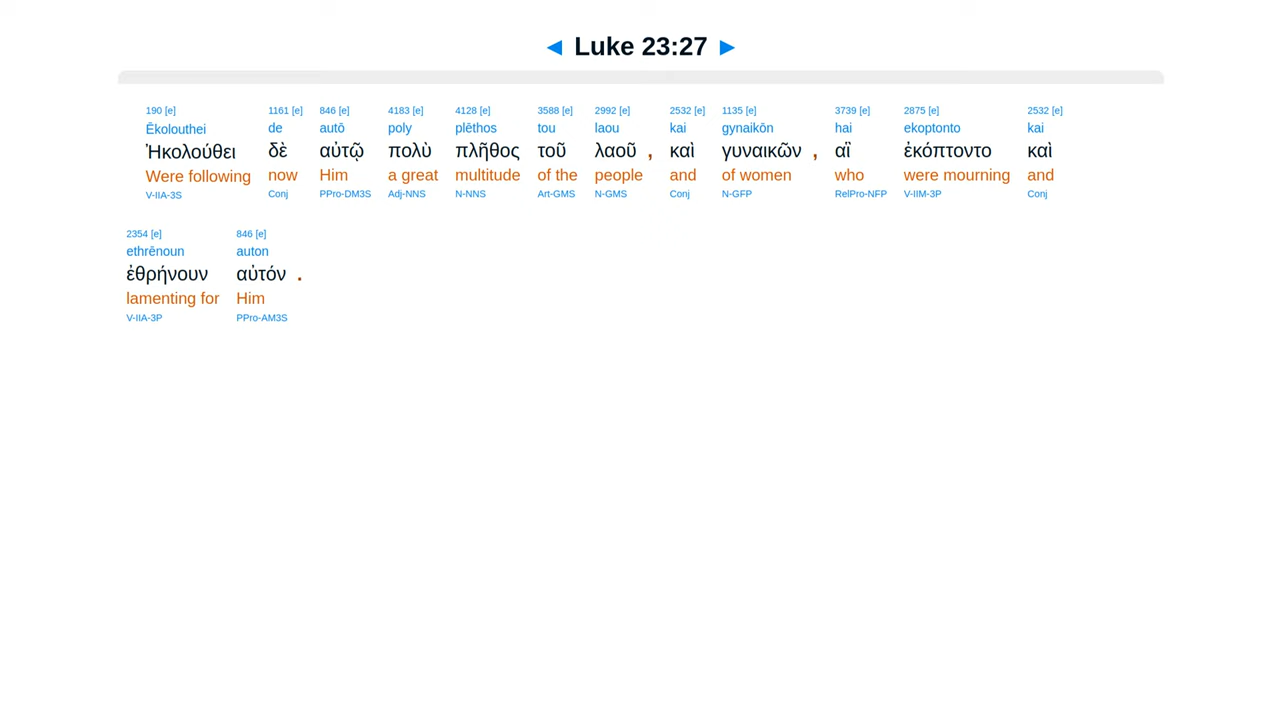 ◄ Luke 23:27 ►
190 [e] 1161 [e] 846 [e] 4183 [e] 4128 [e] 3588 [e] 2992 [e] 2532 [e] 1135 [e] 3739 [e] 2875 [e] 2532 [e]
Ēkolouthei de autō poly plēthos tou laou kai gynaikōn hai ekoptonto kai
Ἠκολούθει δὲ αὐτῷ πολὺ πλῆθος τοῦ λαοῦ , καὶ γυναικῶν , αἳ ἐκόπτοντο καὶ
Were following now Him a great multitude of the people and of women who were mourning and
V-IIA-3S Conj PPro-DM3S Adj-NNS N-NNS Art-GMS N-GMS Conj N-GFP RelPro-NFP V-IIM-3P Conj
2354 [e] 846 [e]
ethrēnoun auton
ἐθρήνουν αὐτόν .
lamenting for Him
V-IIA-3P PPro-AM3S